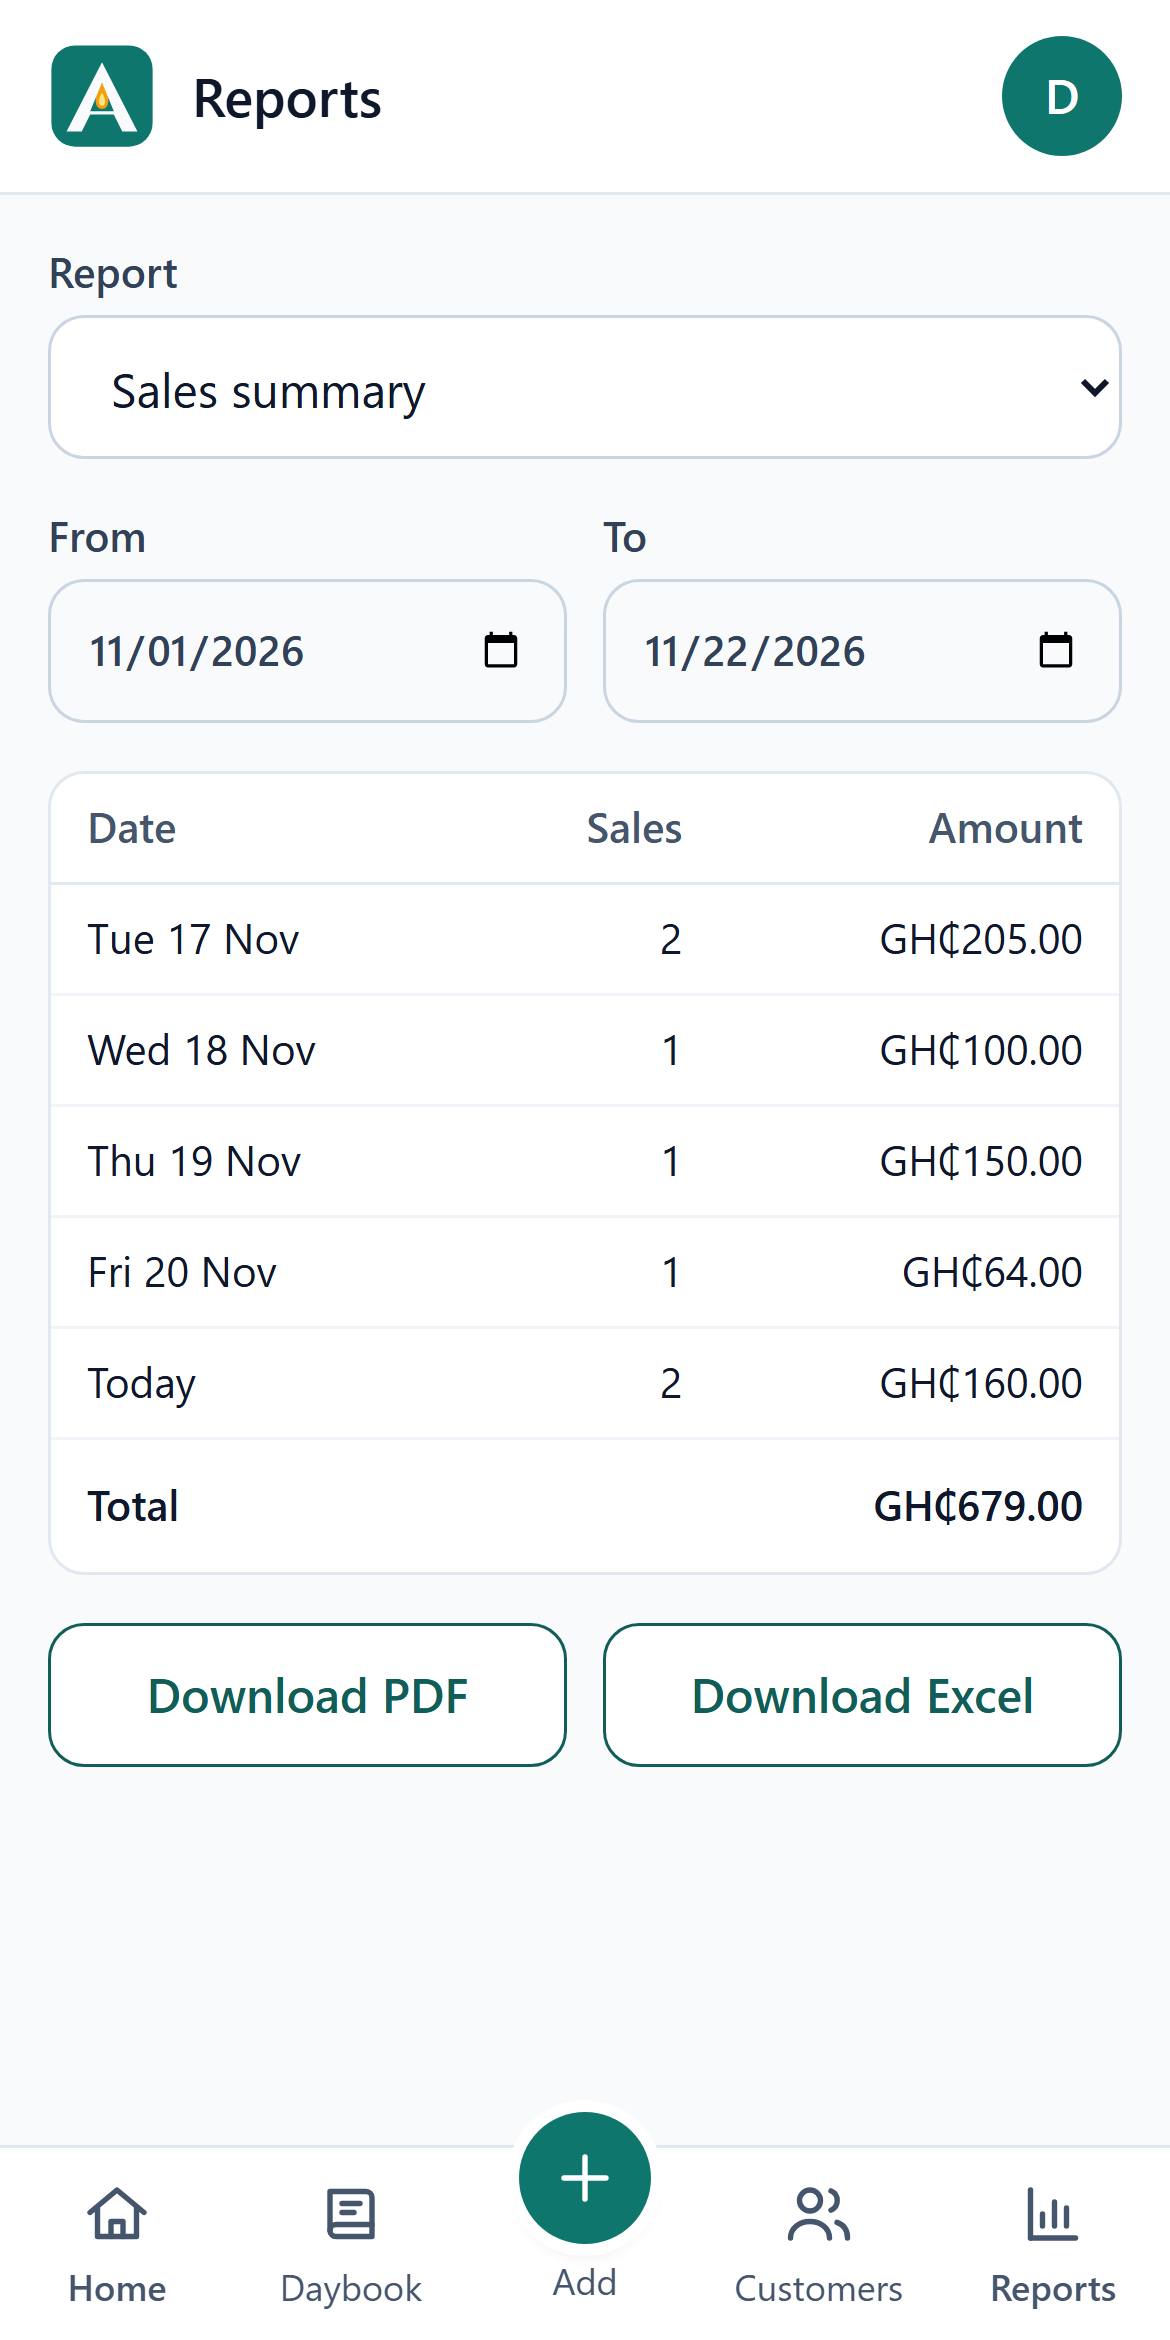 Reports
D
Report
Sales summary
From To
11/01/2026 11/22/2026
Date Sales Amount
Tue 17 Nov 2 GH₵205.00
Wed 18 Nov 1 GH₵100.00
Thu 19 Nov 1 GH₵150.00
Fri 20 Nov 1 GH₵64.00
Today 2 GH₵160.00
Total GH₵679.00
Download PDF Download Excel
Home Daybook Add Customers Reports